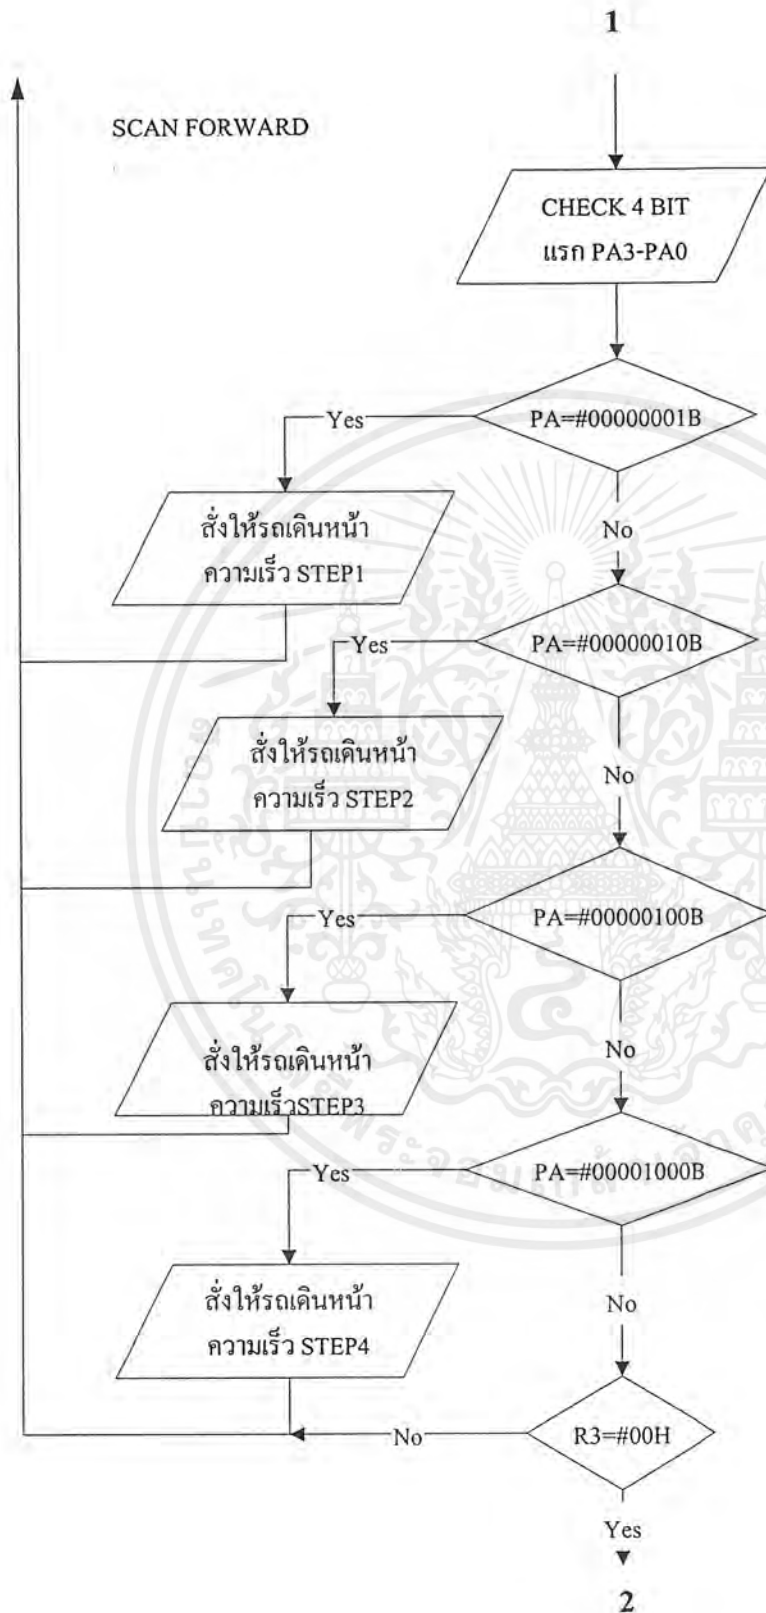 1
SCAN FORWARD
CHECK 4 BIT
แรก PA3-PA0
PA=#00000001B
Yes
สั่งให้รถเดินหน้า
ความเร็ว STEP1
No
PA=#00000010B
Yes
สั่งให้รถเดินหน้า
ความเร็ว STEP2
No
PA=#00000100B
Yes
สั่งให้รถเดินหน้า
ความเร็วSTEP3
No
PA=#00001000B
Yes
สั่งให้รถเดินหน้า
ความเร็ว STEP4
No
R3=#00H
No
Yes
2